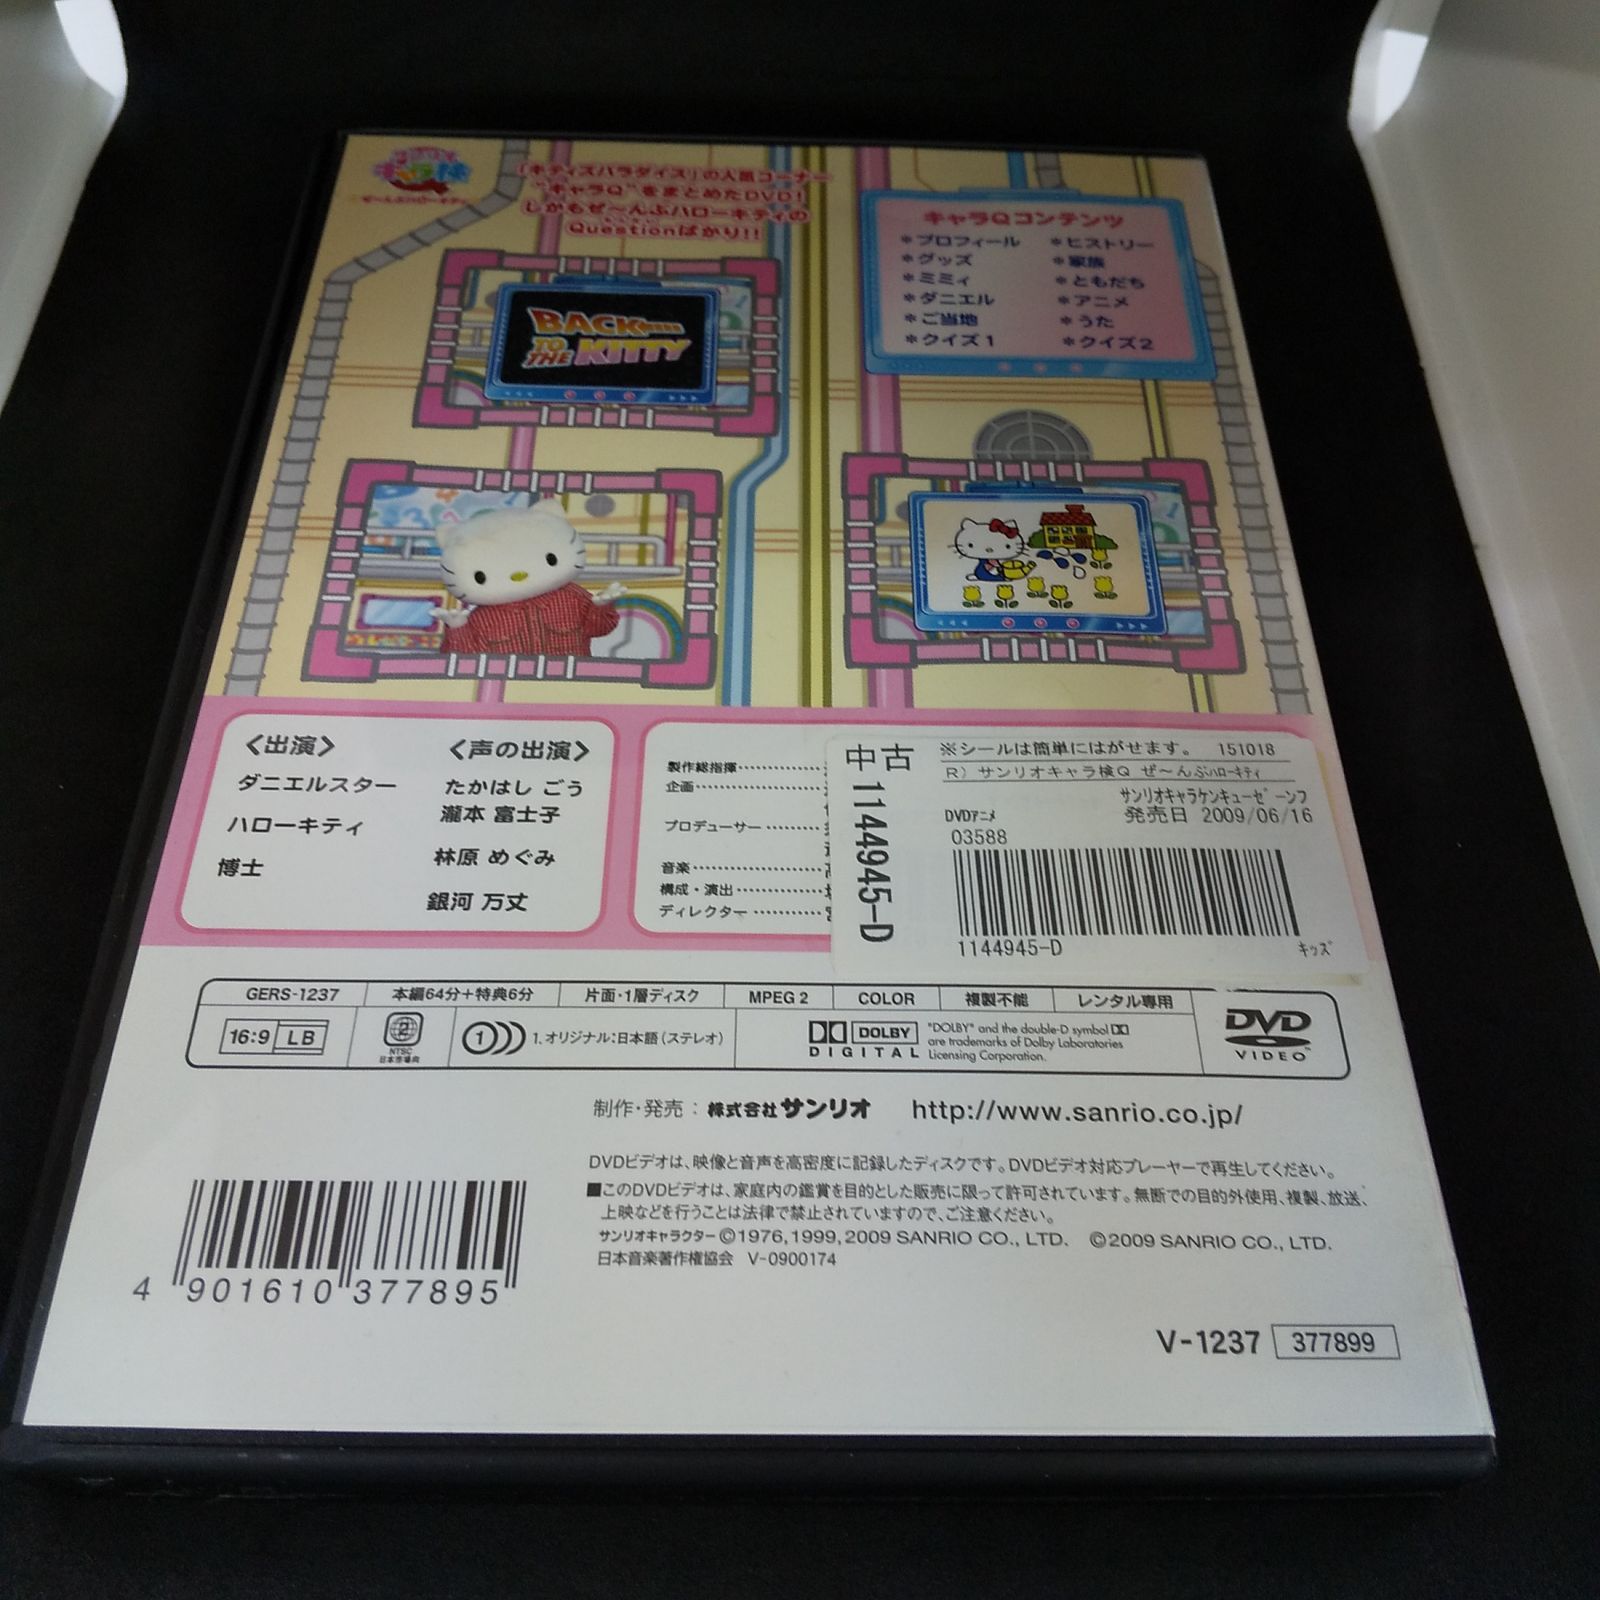 サンリオ
キャラ検
ぜ〜んぶハローキティ
「キティズパラダイス」の人気コーナー
"キャラQ"をまとめたDVD!
しかもぜ〜んぶハローキティの
Questionばかり!!
キャラQコンテンツ
*プロフィール *ヒストリー
*グッズ *家族
*ミミィ *ともだち
*ダニエル *アニメ
*ご当地 *うた
*クイズ1 *クイズ2
BACK
TO THE KITTY
〈出演〉 〈声の出演〉
ダニエルスター たかはし ごう
瀧本 富士子
ハローキティ 林原 めぐみ
博士 銀河 万丈
製作総指揮
企画
プロデューサー
音楽
構成・演出
ディレクター
中古
1144945-D
※シールは簡単にはがせます。 151018
R) サンリオキャラ検Q ぜ〜んぶハローキティ
サンリオキャラケンキューゼーンブ
DVDアニメ 発売日 2009/06/16
03588
1144945-D キッズ
GERS-1237 本編64分+特典6分 片面・1層ディスク MPEG 2 COLOR 複製不能 レンタル専用
16:9 LB
2
NTSC
日本市場向
1 1.オリジナル:日本語(ステレオ)
DOLBY
DIGITAL
"DOLBY" and the double-D symbol
are trademarks of Dolby Laboratories
Licensing Corporation.
DVD
VIDEO
制作・発売:株式会社サンリオ http://www.sanrio.co.jp/
DVDビデオは、映像と音声を高密度に記録したディスクです。DVDビデオ対応プレーヤーで再生してください。
■このDVDビデオは、家庭内の鑑賞を目的とした販売に限って許可されています。無断での目的外使用、複製、放送、
上映などを行うことは法律で禁止されていますので、ご注意ください。
サンリオキャラクター©1976,1999,2009 SANRIO CO., LTD. ©2009 SANRIO CO., LTD.
日本音楽著作権協会 V-0900174
4 901610 377895
V-1237 377899